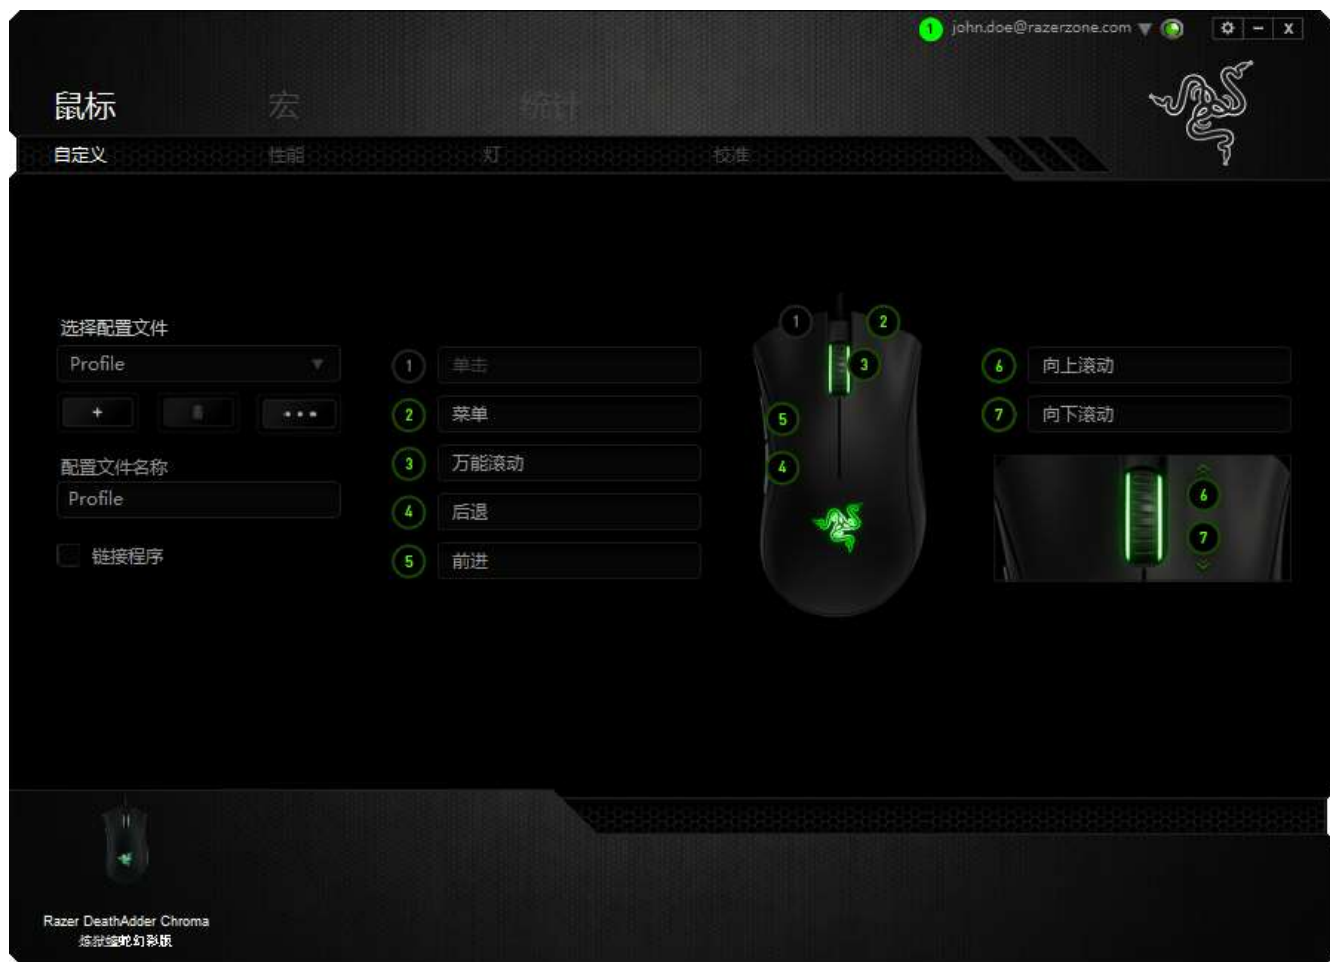 1 john.doe@razerzone.com
鼠标 宏 统计
自定义 性能 灯 校准
选择配置文件
Profile
配置文件名称
Profile
链接程序
1 单击
2 菜单
3 万能滚动
4 后退
5 前进
1 2
3
5
4
6 向上滚动
7 向下滚动
6
7
Razer DeathAdder Chroma
炼狱蝰蛇幻彩版